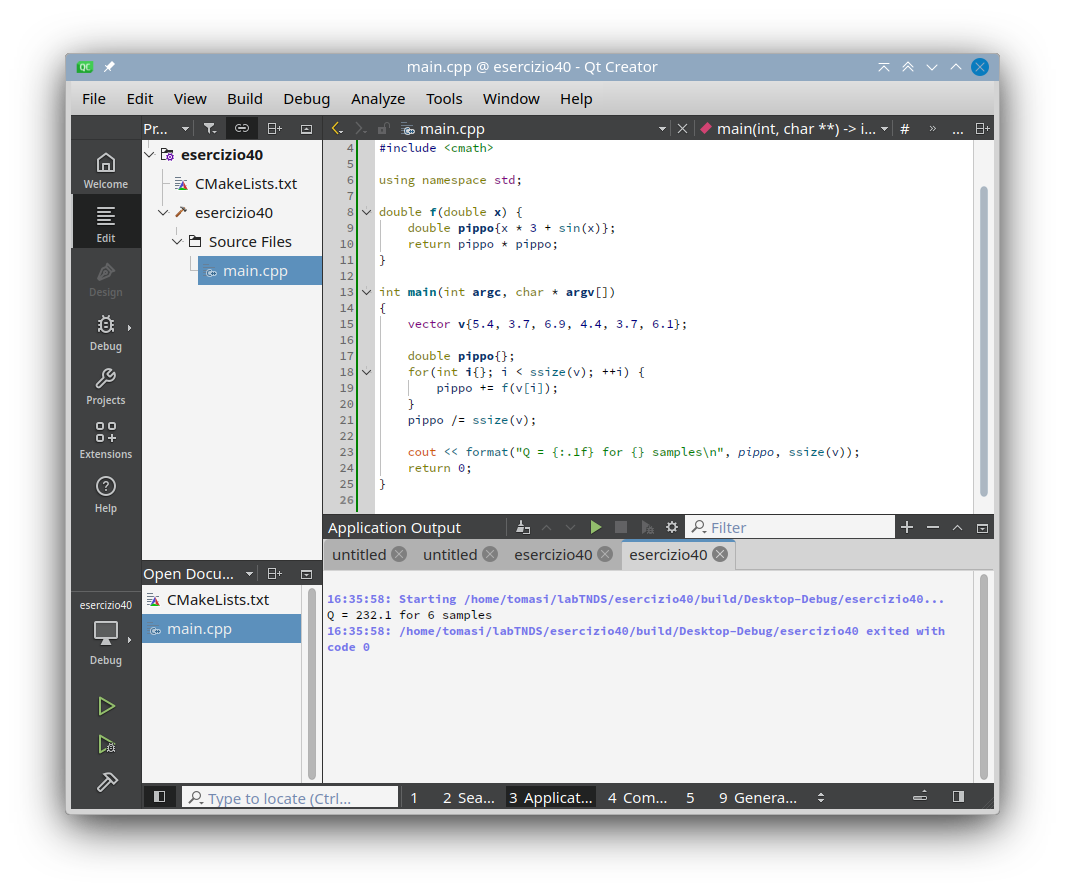 main.cpp @ esercizio40 - Qt Creator
File Edit View Build Debug Analyze Tools Window Help
Pr...
main.cpp
main(int, char **) -> i...
# » ...
Welcome
Edit
Design
Debug
Projects
Extensions
Help
esercizio40
Debug
esercizio40
CMakeLists.txt
esercizio40
Source Files
main.cpp
4 #include <cmath>
5
6 using namespace std;
7
8 double f(double x) {
9 double pippo{x * 3 + sin(x)};
10 return pippo * pippo;
11 }
12
13 int main(int argc, char * argv[])
14 {
15 vector v{5.4, 3.7, 6.9, 4.4, 3.7, 6.1};
16
17 double pippo{};
18 for(int i{}; i < ssize(v); ++i) {
19 pippo += f(v[i]);
20 }
21 pippo /= ssize(v);
22
23 cout << format("Q = {:.1f} for {} samples\n", pippo, ssize(v));
24 return 0;
25 }
26
Open Docu...
CMakeLists.txt
main.cpp
Application Output
Filter
untitled untitled esercizio40 esercizio40
16:35:58: Starting /home/tomasi/labTNDS/esercizio40/build/Desktop-Debug/esercizio40...
Q = 232.1 for 6 samples
16:35:58: /home/tomasi/labTNDS/esercizio40/build/Desktop-Debug/esercizio40 exited with
code 0
Type to locate (Ctrl...
1 2 Sea... 3 Applicat... 4 Com... 5 9 Genera...